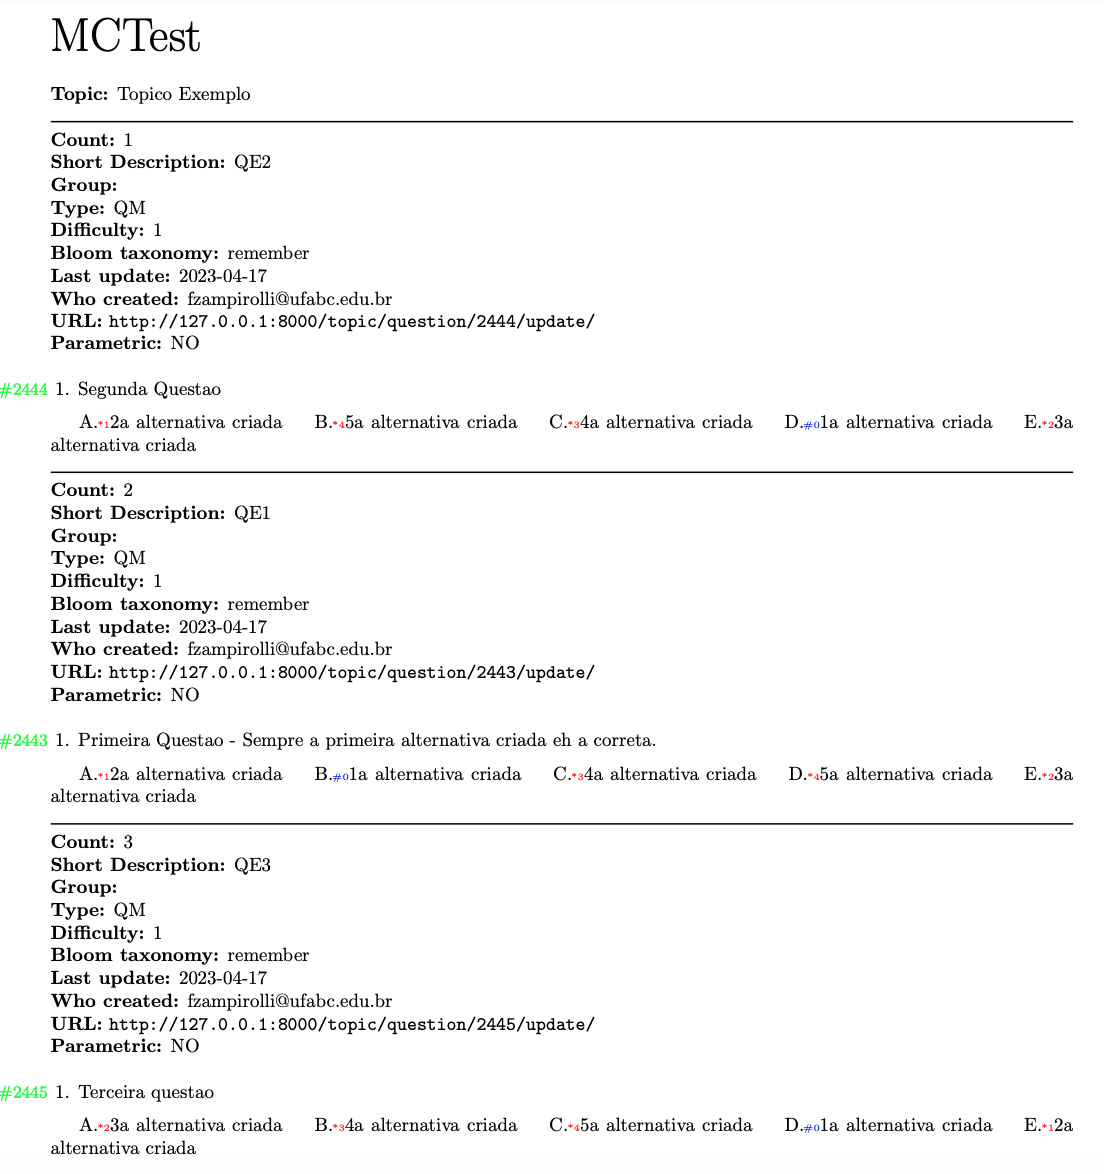 MCTest
Topic: Topico Exemplo
Count: 1
Short Description: QE2
Group:
Type: QM
Difficulty: 1
Bloom taxonomy: remember
Last update: 2023-04-17
Who created: fzampirolli@ufabc.edu.br
URL: http://127.0.0.1:8000/topic/question/2444/update/
Parametric: NO
#2444 1. Segunda Questao
A.*12a alternativa criada B.*45a alternativa criada C.*34a alternativa criada D.#01a alternativa criada E.*23a
alternativa criada
Count: 2
Short Description: QE1
Group:
Type: QM
Difficulty: 1
Bloom taxonomy: remember
Last update: 2023-04-17
Who created: fzampirolli@ufabc.edu.br
URL: http://127.0.0.1:8000/topic/question/2443/update/
Parametric: NO
#2443 1. Primeira Questao - Sempre a primeira alternativa criada eh a correta.
A.*12a alternativa criada B.#01a alternativa criada C.*34a alternativa criada D.*45a alternativa criada E.*23a
alternativa criada
Count: 3
Short Description: QE3
Group:
Type: QM
Difficulty: 1
Bloom taxonomy: remember
Last update: 2023-04-17
Who created: fzampirolli@ufabc.edu.br
URL: http://127.0.0.1:8000/topic/question/2445/update/
Parametric: NO
#2445 1. Terceira questao
A.*23a alternativa criada B.*34a alternativa criada C.*45a alternativa criada D.#01a alternativa criada E.*12a
alternativa criada